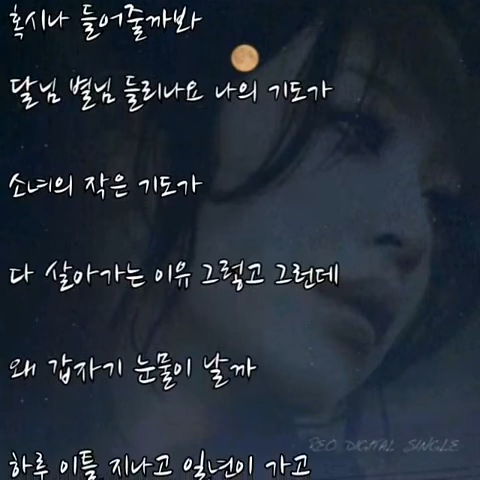 혹시나 들어줄까봐
달님 별님 들리나요 나의 기도가
소녀의 작은 기도가
다 살아가는 이유 그렇고 그런데
왜 갑자기 눈물이 날까
REO DIGITAL SINGLE
하루 이틀 지나고 일년이 가고